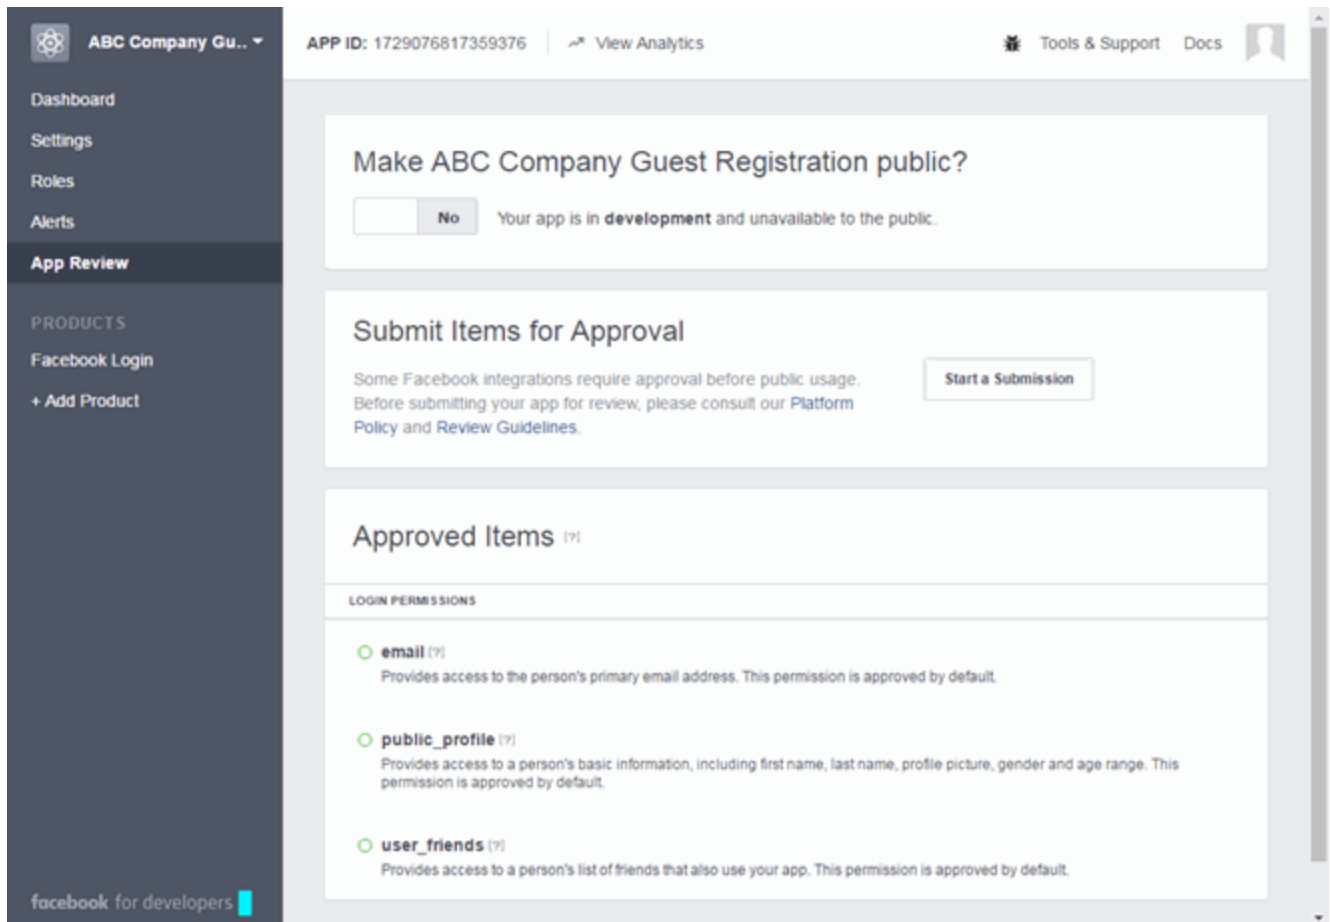 ABC Company Gu..
APP ID: 1729076817359376
View Analytics
Tools & Support
Docs
Dashboard
Settings
Roles
Alerts
App Review
PRODUCTS
Facebook Login
+ Add Product
facebook for developers
Make ABC Company Guest Registration public?
No
Your app is in development and unavailable to the public.
Submit Items for Approval
Some Facebook integrations require approval before public usage.
Before submitting your app for review, please consult our Platform
Policy and Review Guidelines.
Start a Submission
Approved Items [?]
LOGIN PERMISSIONS
email [?]
Provides access to the person's primary email address. This permission is approved by default.
public_profile [?]
Provides access to a person's basic information, including first name, last name, profile picture, gender and age range. This
permission is approved by default.
user_friends [?]
Provides access to a person's list of friends that also use your app. This permission is approved by default.